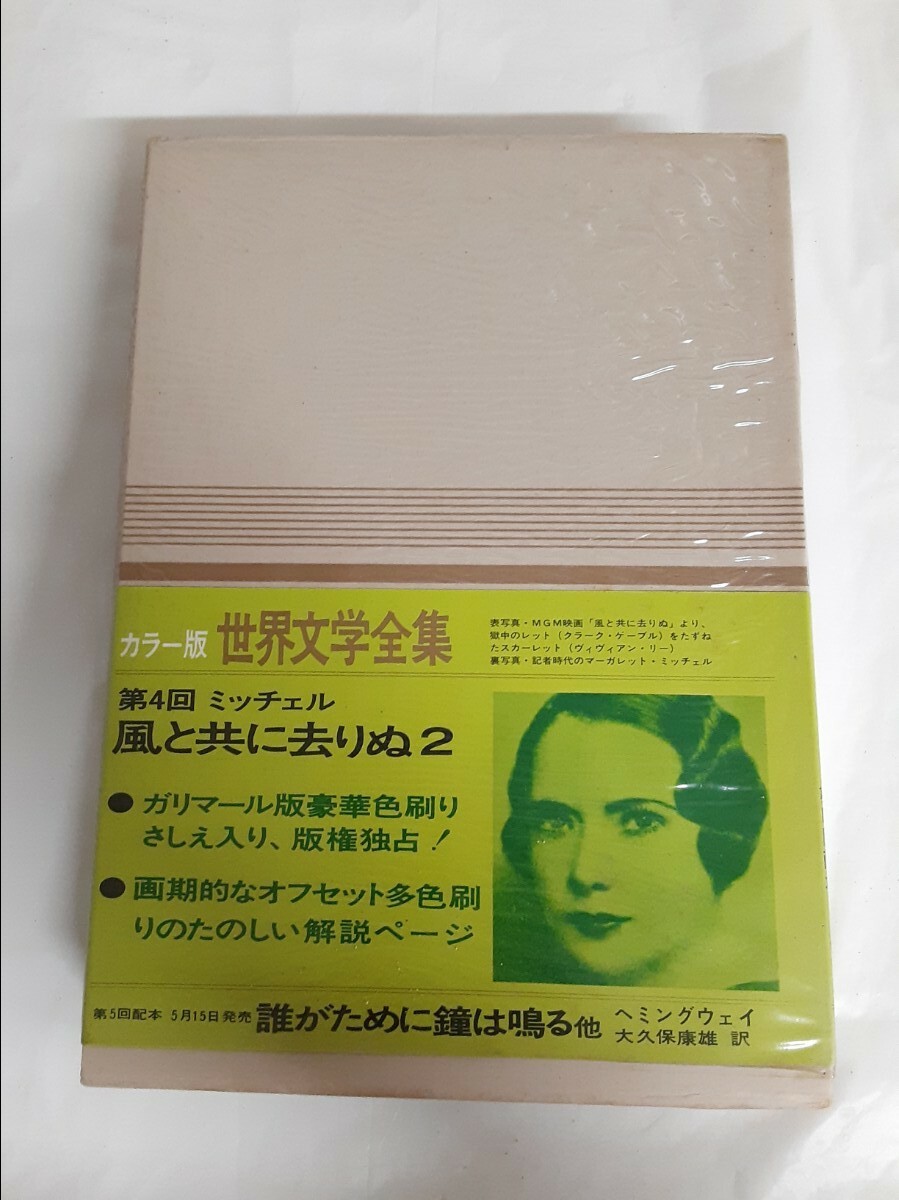 カラー版 世界文学全集
表写真・MGM映画「風と共に去りぬ」より、
獄中のレット（クラーク・ゲーブル）をたずね
たスカーレット（ヴィヴィアン・リー）
裏写真・記者時代のマーガレット・ミッチェル
第4回 ミッチェル
風と共に去りぬ2
●ガリマール版豪華色刷り
さしえ入り、版権独占！
●画期的なオフセット多色刷
りのたのしい解説ページ
第5回配本 5月15日発売 誰がために鐘は鳴る他
ヘミングウェイ
大久保康雄 訳